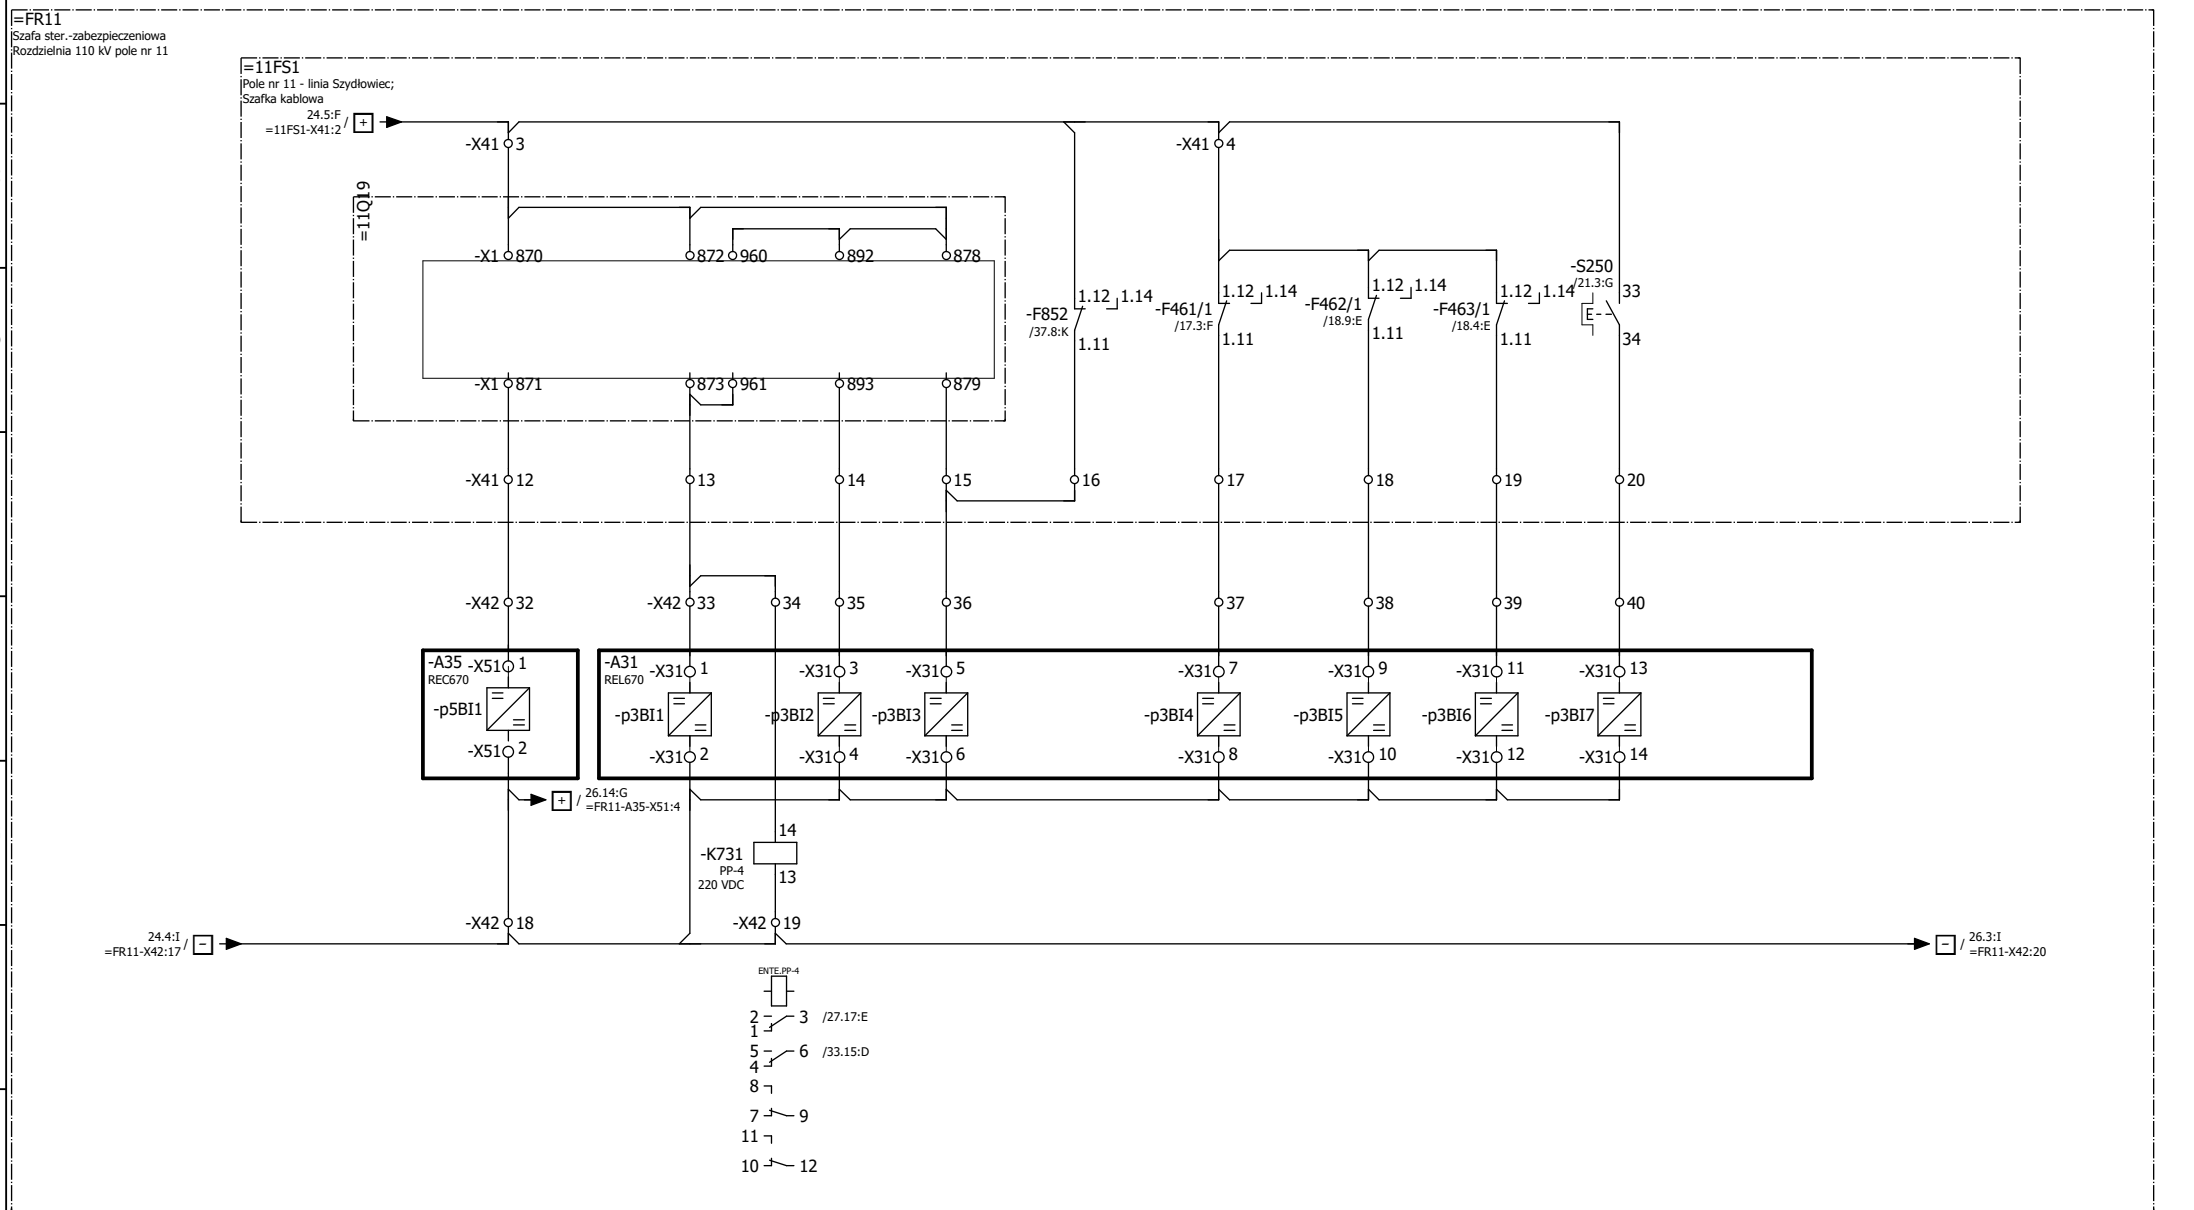 =FR11
Szafa ster.-zabezpieczeniowa
Rozdzielnia 110 kV pole nr 11
=11FS1
Pole nr 11 - linia Szydłowiec;
Szafka kablowa
24.5:F
=11FS1-X41:2 / +
-X41 3
-X41 4
=11Q19
-X1 870 872 960 892 878
-S250
/21.3:G
33
34
E
-F852
/37.8:K
1.12 1.14
1.11
-F461/1
/17.3:F
1.12 1.14
1.11
-F462/1
/18.9:E
1.12 1.14
1.11
-F463/1
/18.4:E
1.12 1.14
1.11
-X1 871 873 961 893 879
-X41 12 13 14 15 16 17 18 19 20
-X42 32 -X42 33 34 35 36 37 38 39 40
-A35
REC670
-X51 1
-p5BI1
-X51 2
-A31
REL670
-X31 1 -X31 3 -X31 5 -X31 7 -X31 9 -X31 11 -X31 13
-p3BI1 -p3BI2 -p3BI3 -p3BI4 -p3BI5 -p3BI6 -p3BI7
-X31 2 -X31 4 -X31 6 -X31 8 -X31 10 -X31 12 -X31 14
+ / 26.14:G
=FR11-A35-X51:4
14
-K731
PP-4
220 VDC
13
-X42 18 -X42 19
24.4:I
=FR11-X42:17 / −
− / 26.3:I
=FR11-X42:20
ENTE.PP-4
2 3 /27.17:E
1
5 6 /33.15:D
4
8
7 9
11
10 12